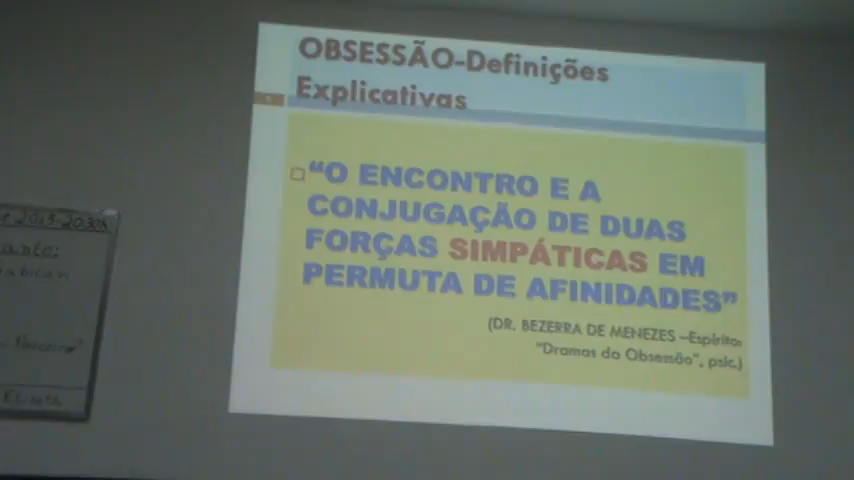 OBSESSÃO-Definições
Explicativas
“O ENCONTRO E A
CONJUGAÇÃO DE DUAS
FORÇAS SIMPÁTICAS EM
PERMUTA DE AFINIDADES”
(DR. BEZERRA DE MENEZES –Espírito,
“Dramas da Obsessão”, psic.)